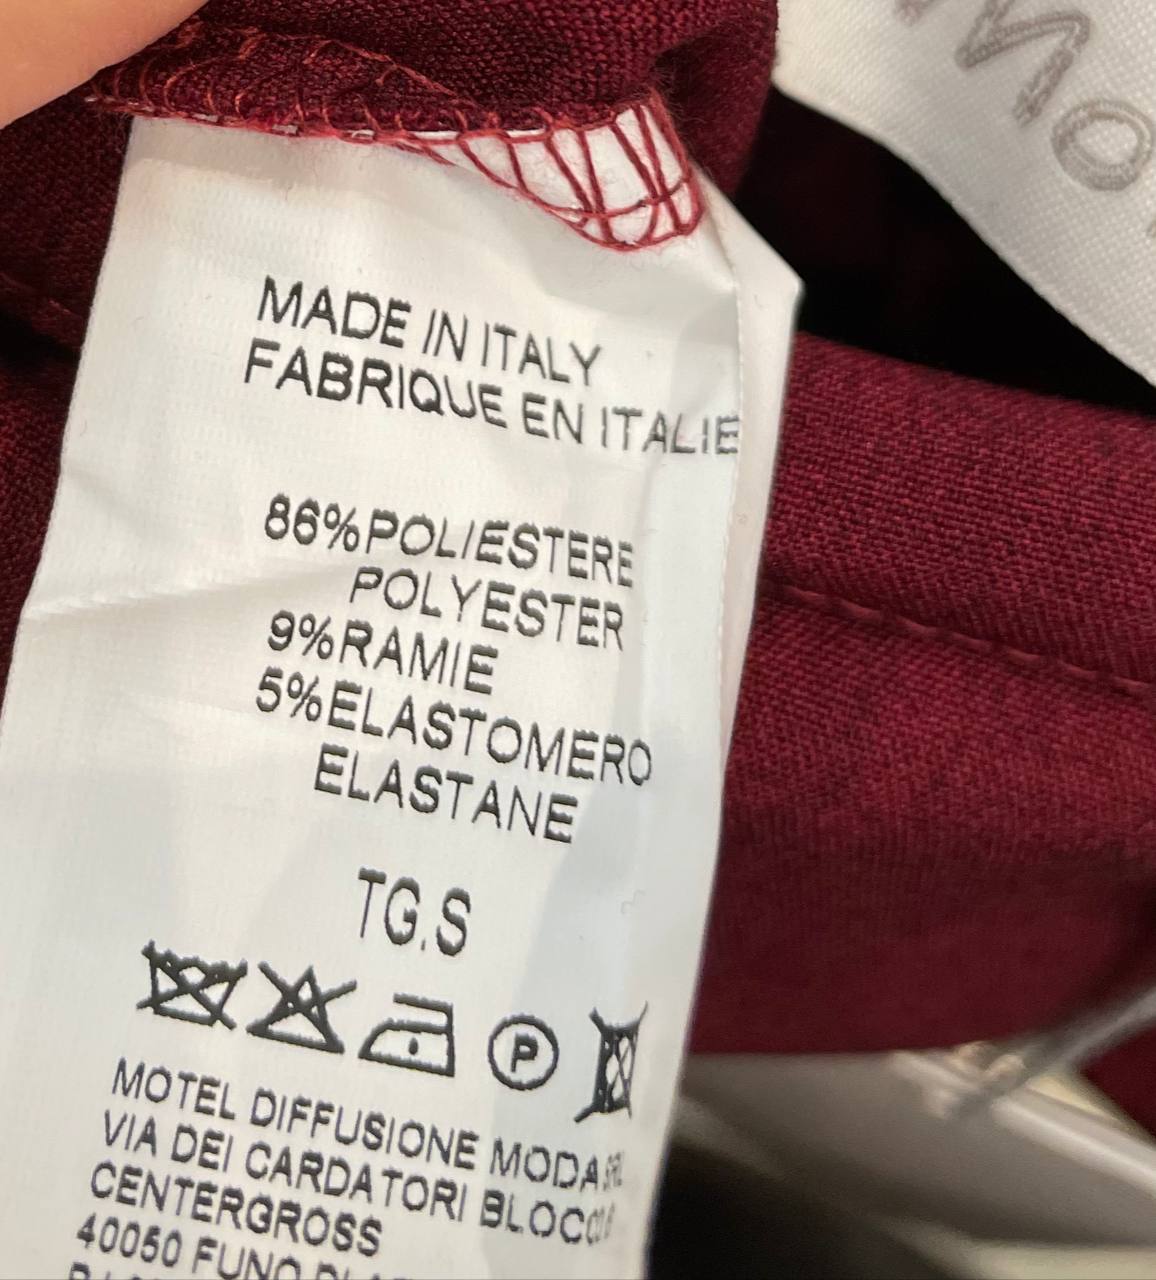 MADE IN ITALY
FABRIQUE EN ITALIE
86%POLIESTERE
POLYESTER
9%RAMIE
5%ELASTOMERO
ELASTANE
TG.S
P
MOTEL DIFFUSIONE MODA SRL
VIA DEI CARDATORI BLOCCO
CENTERGROSS
40050 FUNO